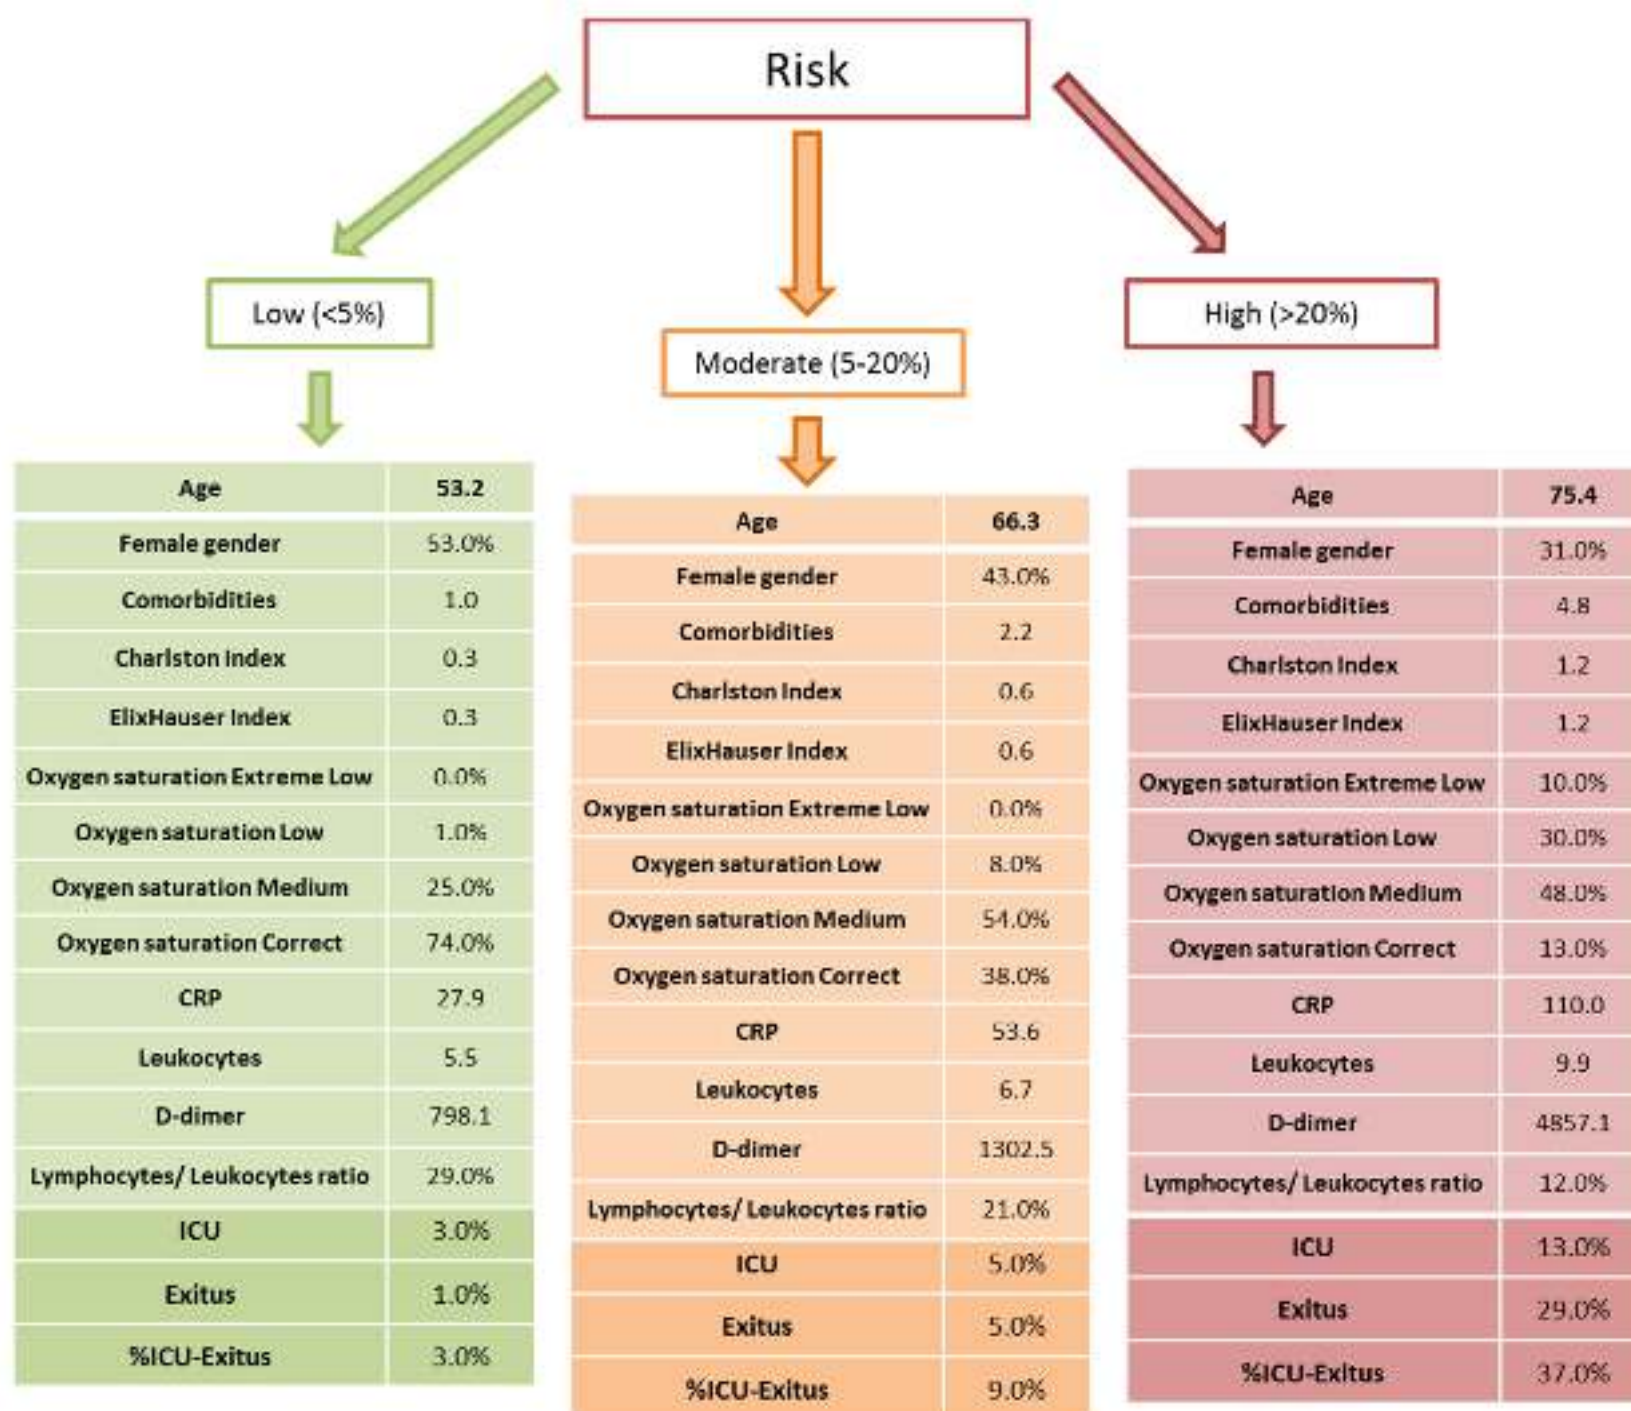 Risk
Low (<5%)
Moderate (5-20%)
High (>20%)
Age 53.2
Female gender 53.0%
Comorbidities 1.0
Charlston Index 0.3
ElixHauser Index 0.3
Oxygen saturation Extreme Low 0.0%
Oxygen saturation Low 1.0%
Oxygen saturation Medium 25.0%
Oxygen saturation Correct 74.0%
CRP 27.9
Leukocytes 5.5
D-dimer 798.1
Lymphocytes/ Leukocytes ratio 29.0%
ICU 3.0%
Exitus 1.0%
%ICU-Exitus 3.0%
Age 66.3
Female gender 43.0%
Comorbidities 2.2
Charlston Index 0.6
ElixHauser Index 0.6
Oxygen saturation Extreme Low 0.0%
Oxygen saturation Low 8.0%
Oxygen saturation Medium 54.0%
Oxygen saturation Correct 38.0%
CRP 53.6
Leukocytes 6.7
D-dimer 1302.5
Lymphocytes/ Leukocytes ratio 21.0%
ICU 5.0%
Exitus 5.0%
%ICU-Exitus 9.0%
Age 75.4
Female gender 31.0%
Comorbidities 4.8
Charlston Index 1.2
ElixHauser Index 1.2
Oxygen saturation Extreme Low 10.0%
Oxygen saturation Low 30.0%
Oxygen saturation Medium 48.0%
Oxygen saturation Correct 13.0%
CRP 110.0
Leukocytes 9.9
D-dimer 4857.1
Lymphocytes/ Leukocytes ratio 12.0%
ICU 13.0%
Exitus 29.0%
%ICU-Exitus 37.0%